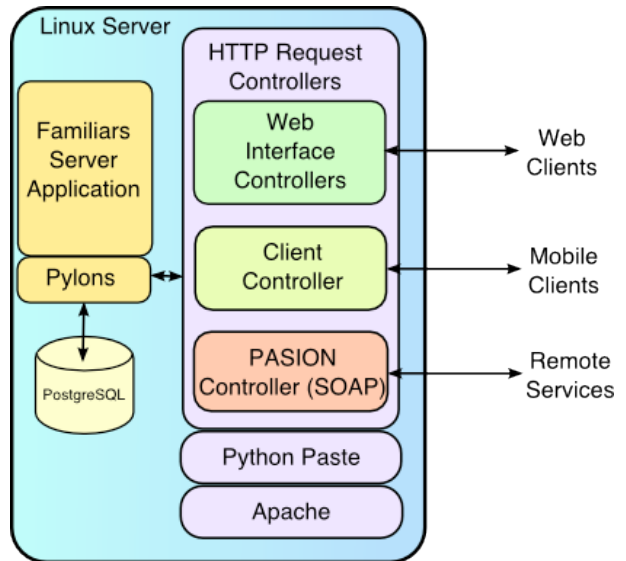 Linux Server
HTTP Request
Controllers
Familiars
Server
Application
Web
Interface
Controllers
Web
Clients
Pylons
Client
Controller
Mobile
Clients
PostgreSQL
PASION
Controller (SOAP)
Remote
Services
Python Paste
Apache